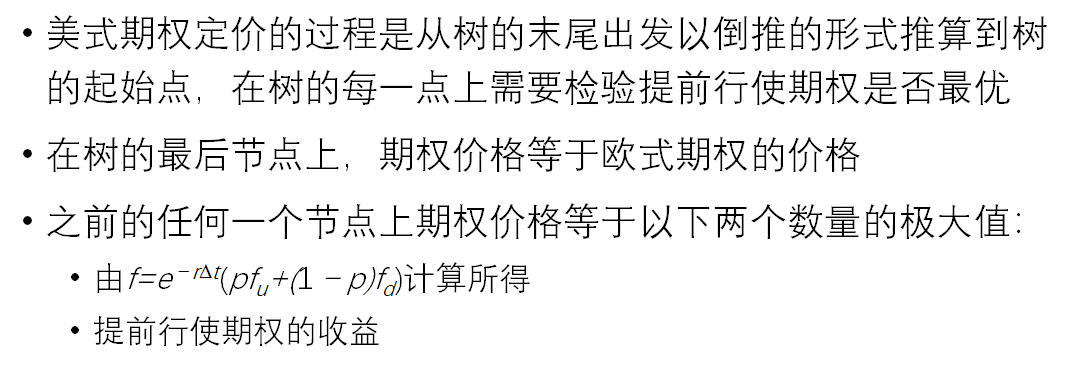 • 美式期权定价的过程是从树的末尾出发以倒推的形式推算到树
的起始点，在树的每一点上需要检验提前行使期权是否最优
• 在树的最后节点上，期权价格等于欧式期权的价格
• 之前的任何一个节点上期权价格等于以下两个数量的极大值：
• 由f=e^{−rΔt}(pf_u+(1 − p)f_d)计算所得
• 提前行使期权的收益